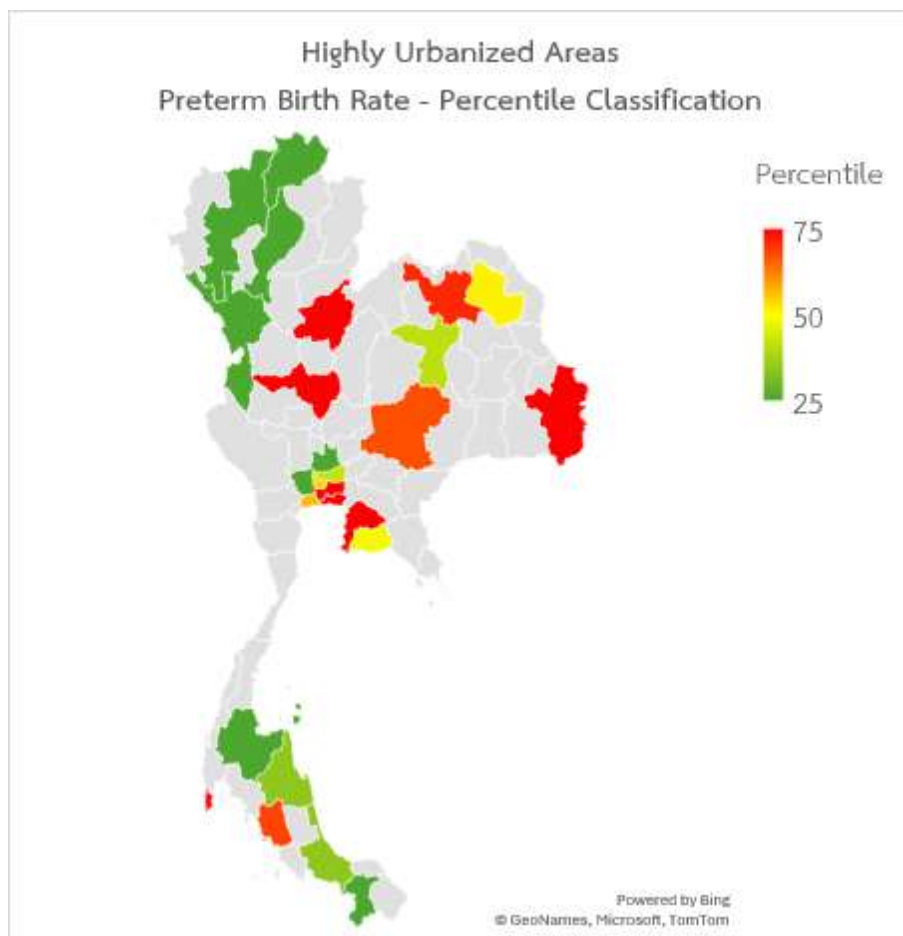 Highly Urbanized Areas
Preterm Birth Rate - Percentile Classification
Percentile
75
50
25
Powered by Bing
© GeoNames, Microsoft, TomTom